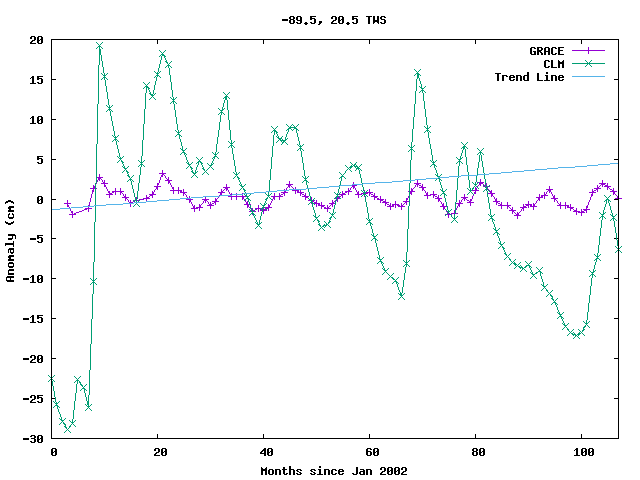 -89.5, 20.5 TWS
GRACE
CLM
Trend Line
20
15
10
5
0
-5
-10
-15
-20
-25
-30
Anomaly (cm)
0 20 40 60 80 100
Months since Jan 2002